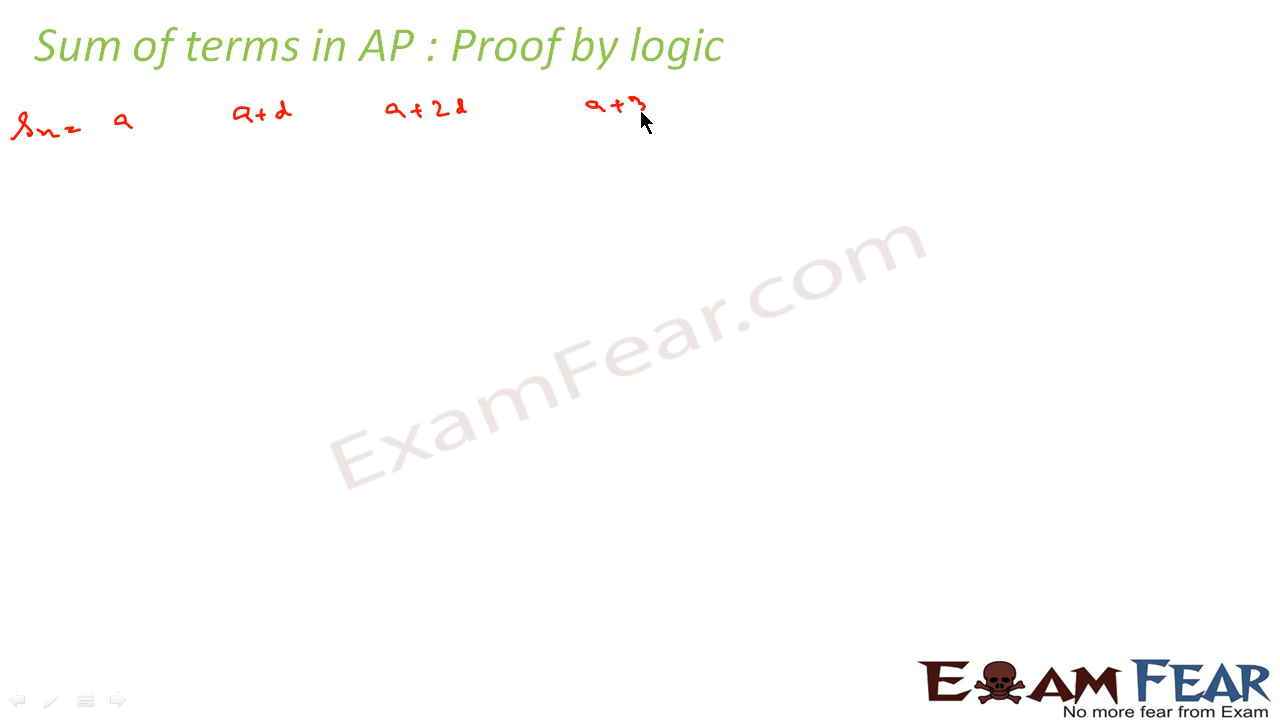 Sum of terms in AP : Proof by logic
Sn = a a+d a+2d a+3
ExamFear.com
EXAM FEAR
No more fear from Exam